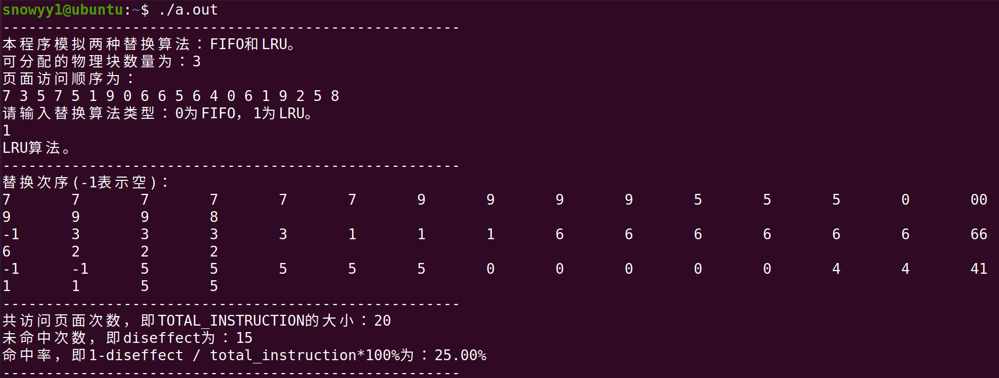 snowyy1@ubuntu:~$ ./a.out
-----------------------------------------------------
本程序模拟两种替换算法：FIFO和LRU。
可分配的物理块数量为：3
页面访问顺序为：
7 3 5 7 5 1 9 0 6 6 5 6 4 0 6 1 9 2 5 8
请输入替换算法类型：0为FIFO，1为LRU。
1
LRU算法。
-----------------------------------------------------
替换次序(-1表示空)：
7 7 7 7 7 7 9 9 9 9 5 5 5 0 00
9 9 9 8
-1 3 3 3 3 1 1 1 6 6 6 6 6 6 66
6 2 2 2
-1 -1 5 5 5 5 5 0 0 0 0 0 4 4 41
1 1 5 5
-----------------------------------------------------
共访问页面次数，即TOTAL_INSTRUCTION的大小：20
未命中次数，即diseffect为：15
命中率，即1-diseffect / total_instruction*100%为：25.00%
-----------------------------------------------------